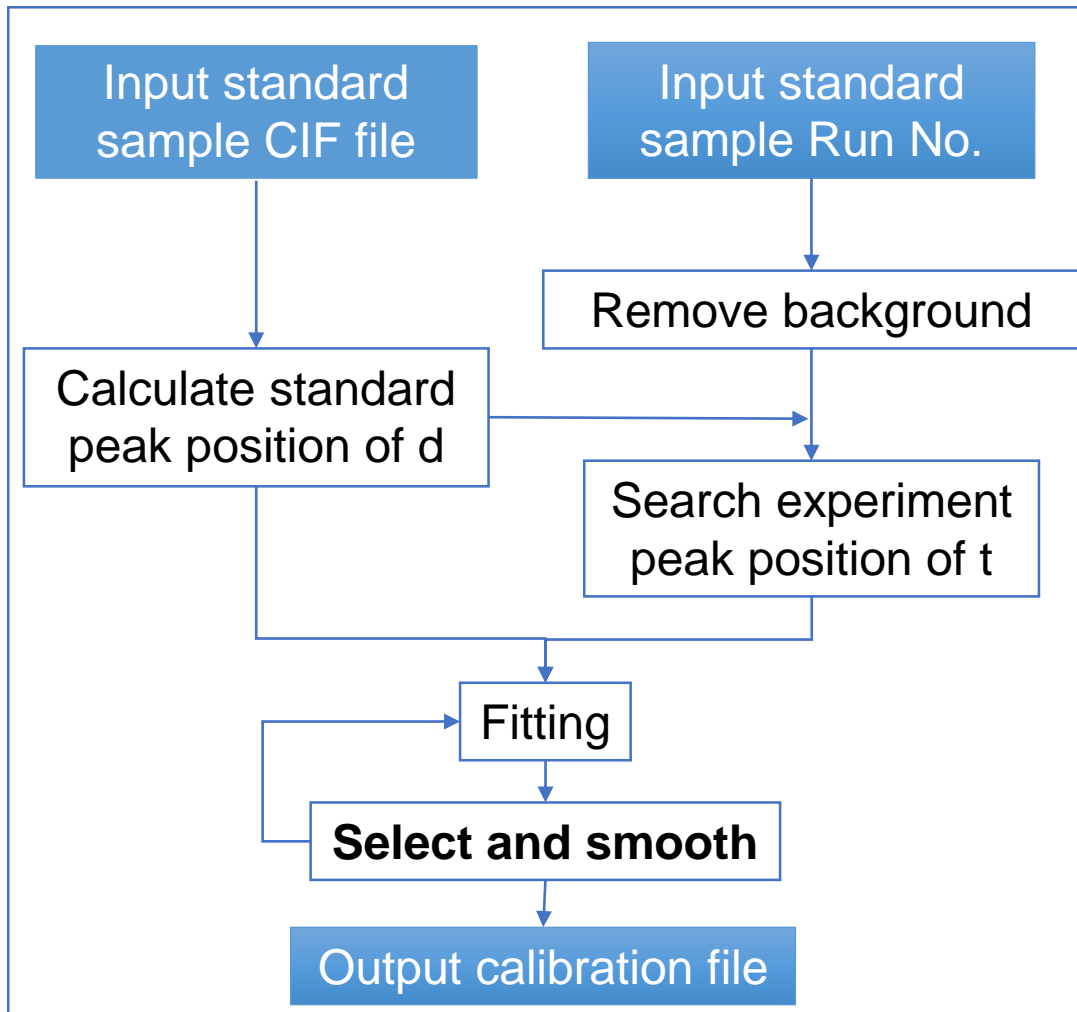 Input standard
sample CIF file
Input standard
sample Run No.
Remove background
Calculate standard
peak position of d
Search experiment
peak position of t
Fitting
Select and smooth
Output calibration file